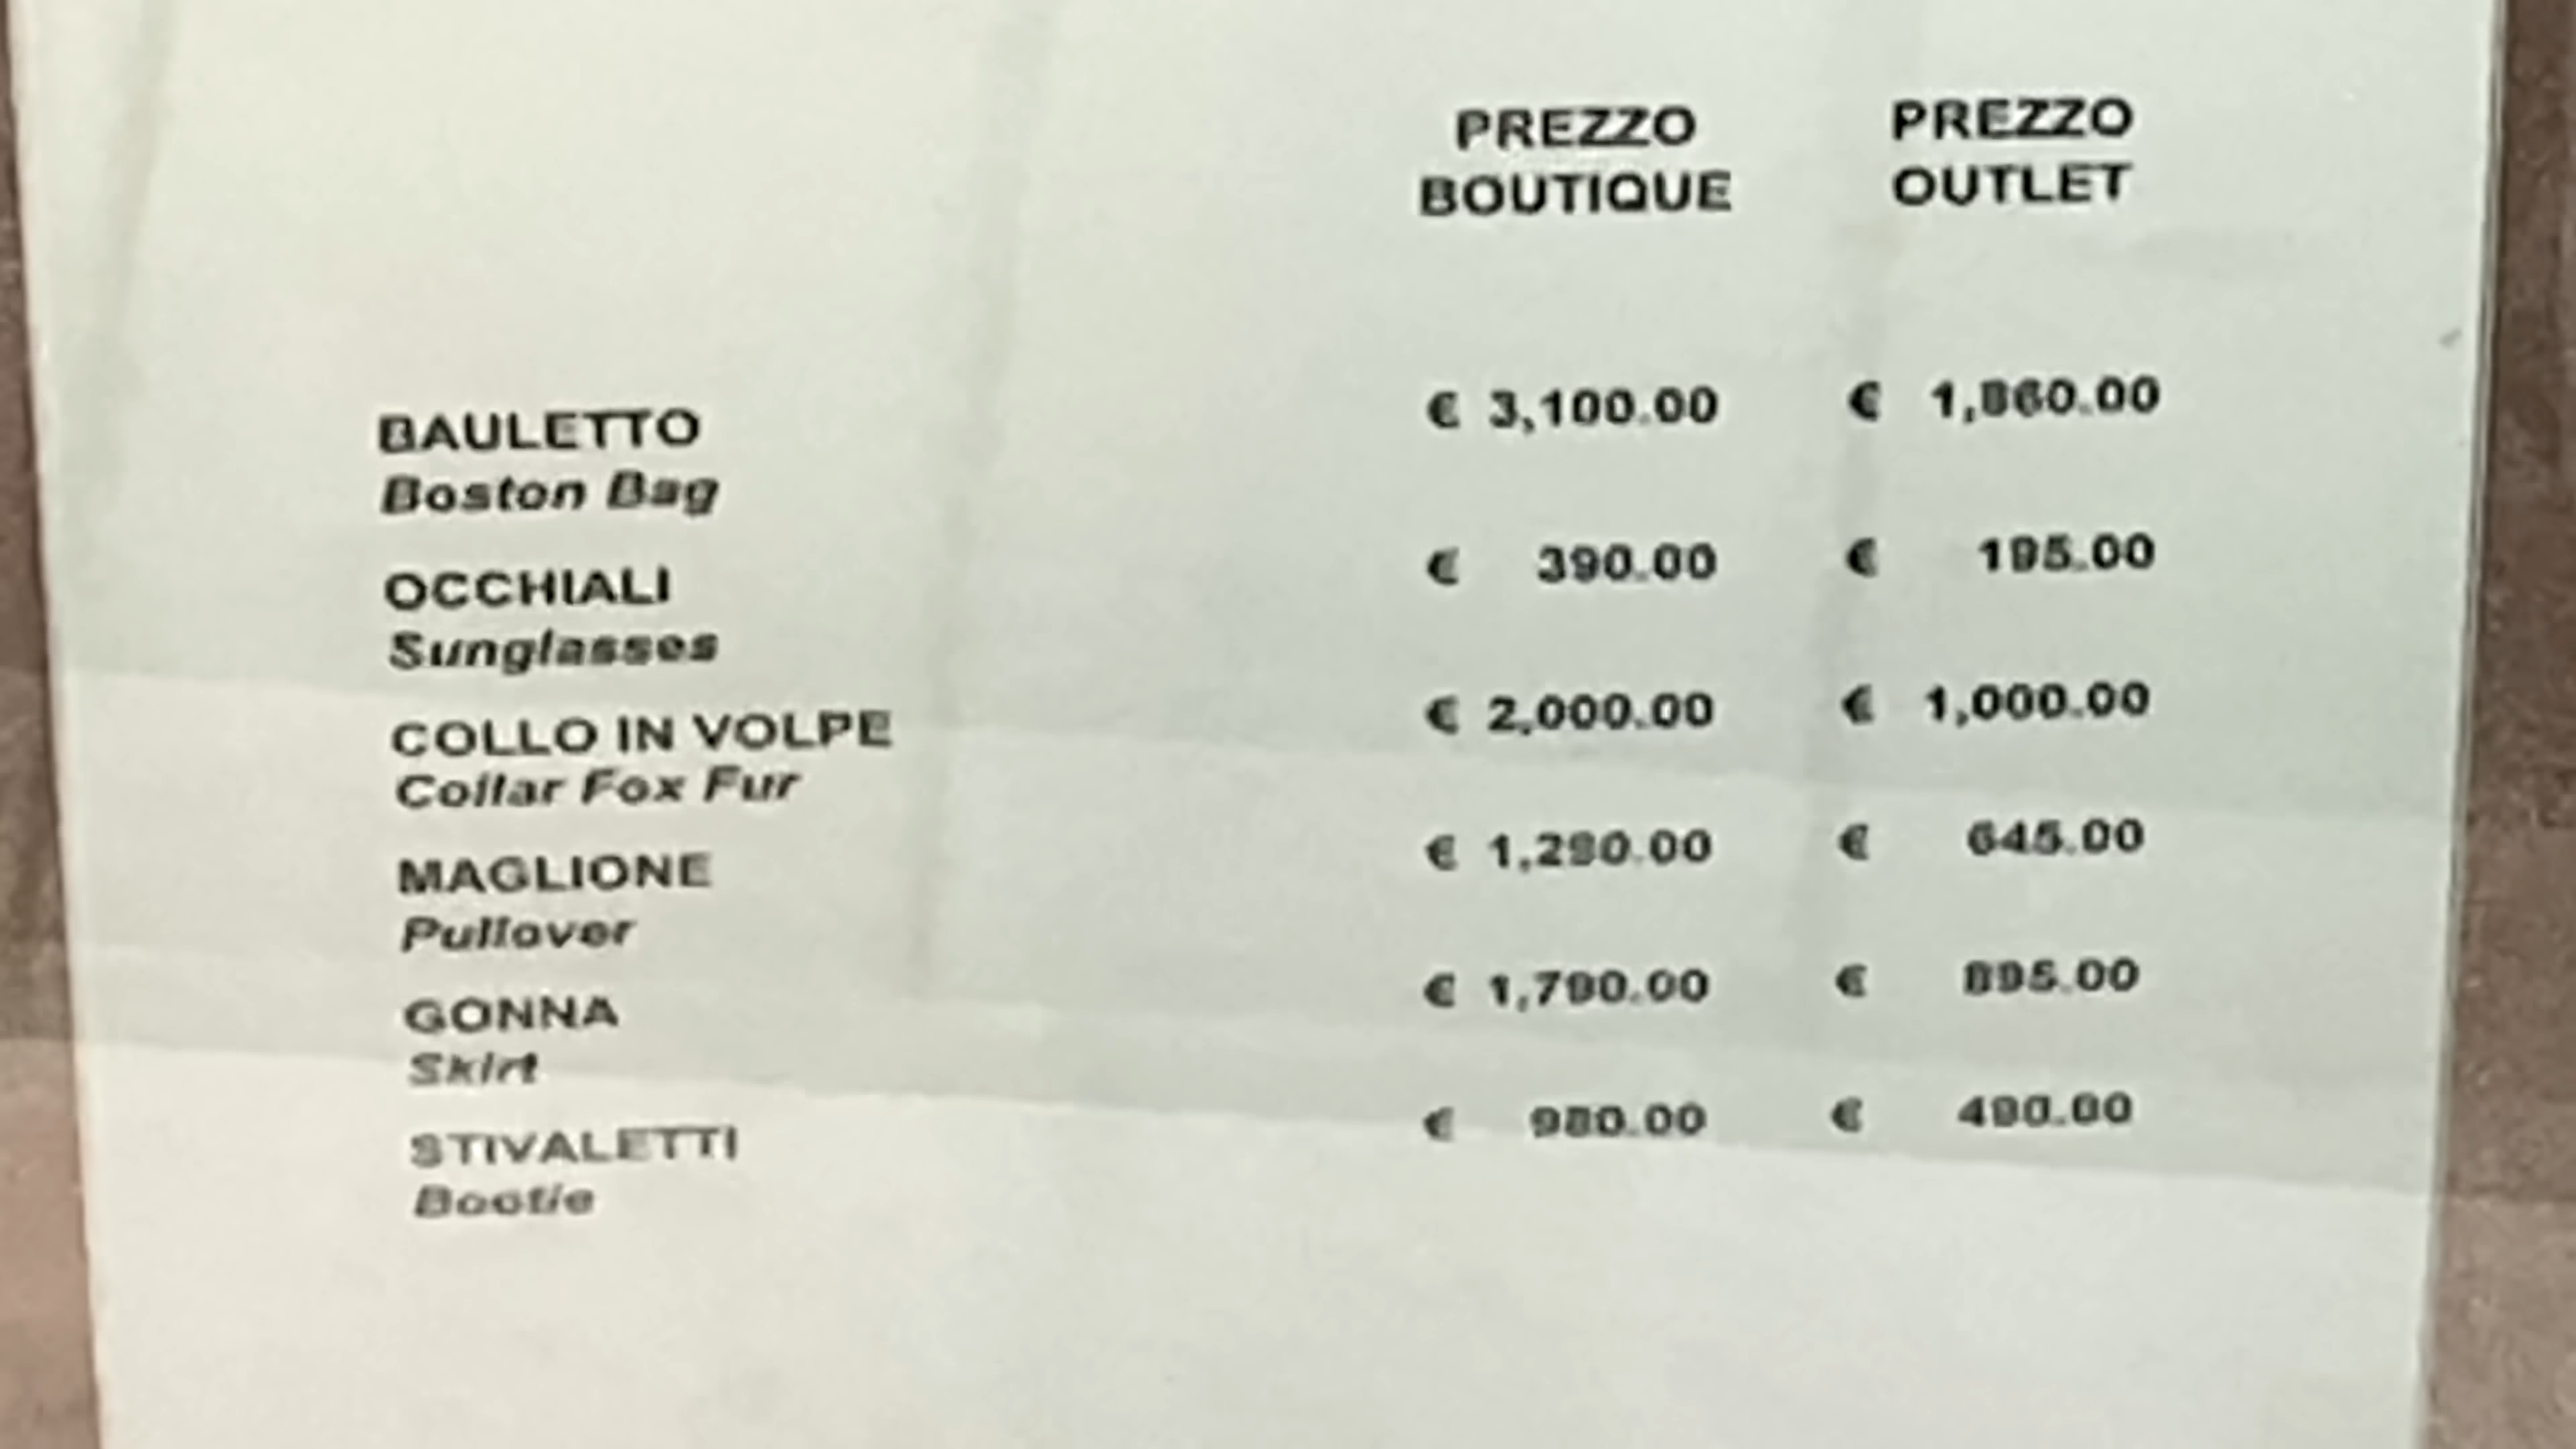 PREZZO BOUTIQUE
PREZZO OUTLET
BAULETTO € 3,100.00 € 1,860.00
Boston Bag
OCCHIALI € 390.00 € 195.00
Sunglasses
COLLO IN VOLPE € 2,000.00 € 1,000.00
Collar Fox Fur
MAGLIONE € 1,290.00 € 645.00
Pullover
GONNA € 1,790.00 € 895.00
Skirt
STIVALETTI € 980.00 € 490.00
Bootie